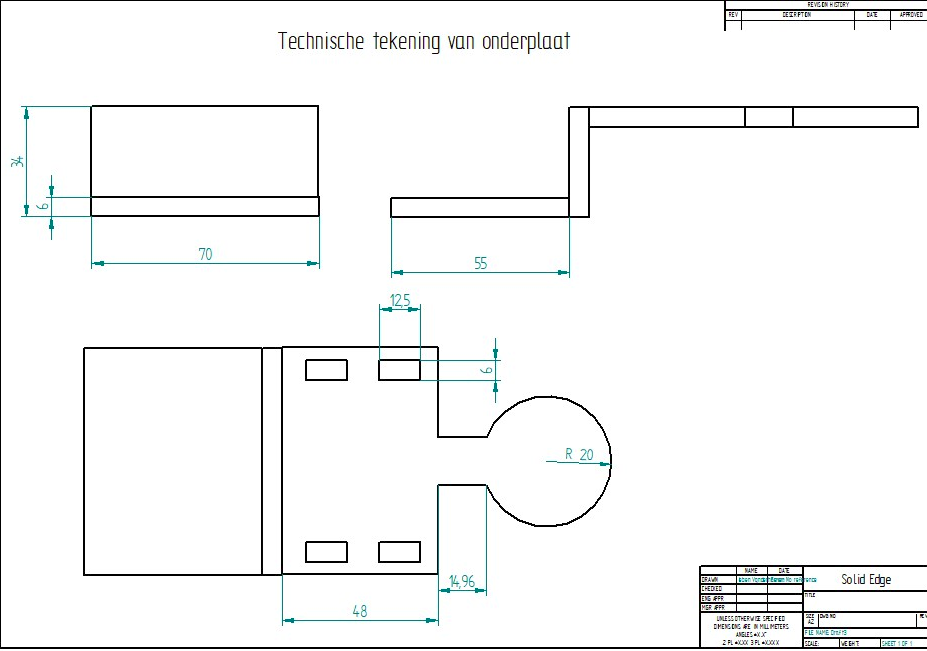 REVISION HISTORY
REV DESCRIPTION DATE APPROVED
Technische tekening van onderplaat
34
6
70
55
12,5
6
R 20
14,96
48
NAME DATE
DRAWN
CHECKED
ENG APPR
MGR APPR
Solid Edge
TITLE
UNLESS OTHERWISE SPECIFIED
DIMENSIONS ARE IN MILLIMETERS
ANGLES ±X.X°
2 PL ±X.XX 3 PL ±X.XXX
SIZE DWG NO REV
A2
FILE NAME:
SCALE: WEIGHT: SHEET 1 OF 1